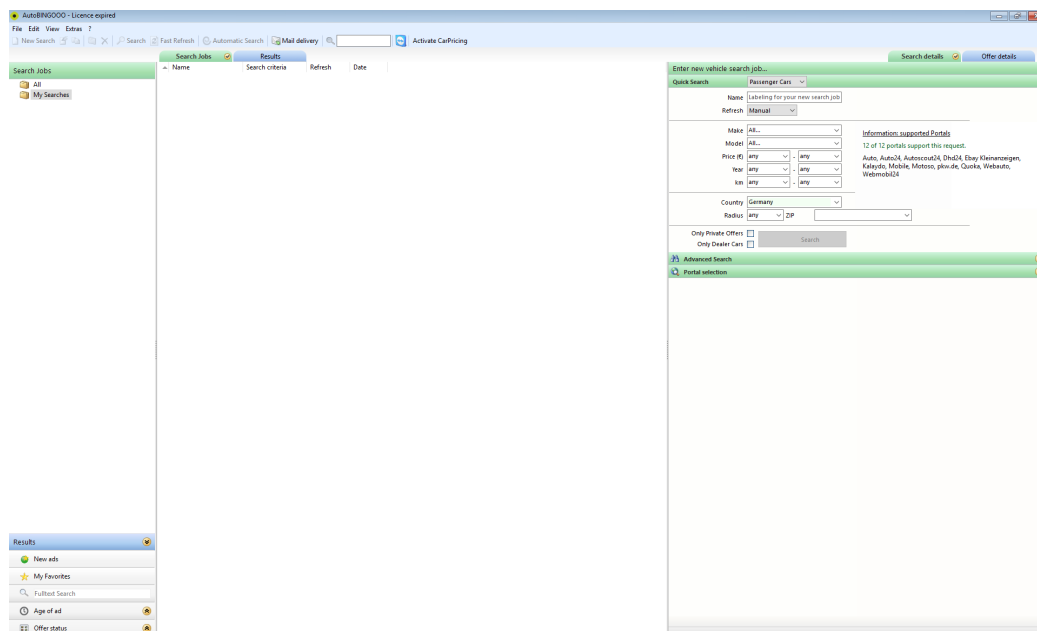 AutoBINGOOO - Licence expired
File Edit View Extras ?
New Search Search Fast Refresh Automatic Search Mail delivery Activate CarPricing
Search Jobs Results Search details Offer details
Search Jobs
All
My Searches
Name Search criteria Refresh Date
Enter new vehicle search job...
Quick Search Passenger Cars
Name Labeling for your new search job
Refresh Manual
Make All...
Model All...
Price (€) any - any
Year any - any
km any - any
Information: supported Portals
12 of 12 portals support this request.
Auto, Auto24, Autoscout24, Dhd24, Ebay Kleinanzeigen,
Kalaydo, Mobile, Motoso, pkw.de, Quoka, Webauto,
Webmobil24
Country Germany
Radius any ZIP
Only Private Offers
Only Dealer Cars
Search
Advanced Search
Portal selection
Results
New ads
My Favorites
Fulltext Search
Age of ad
Offer status